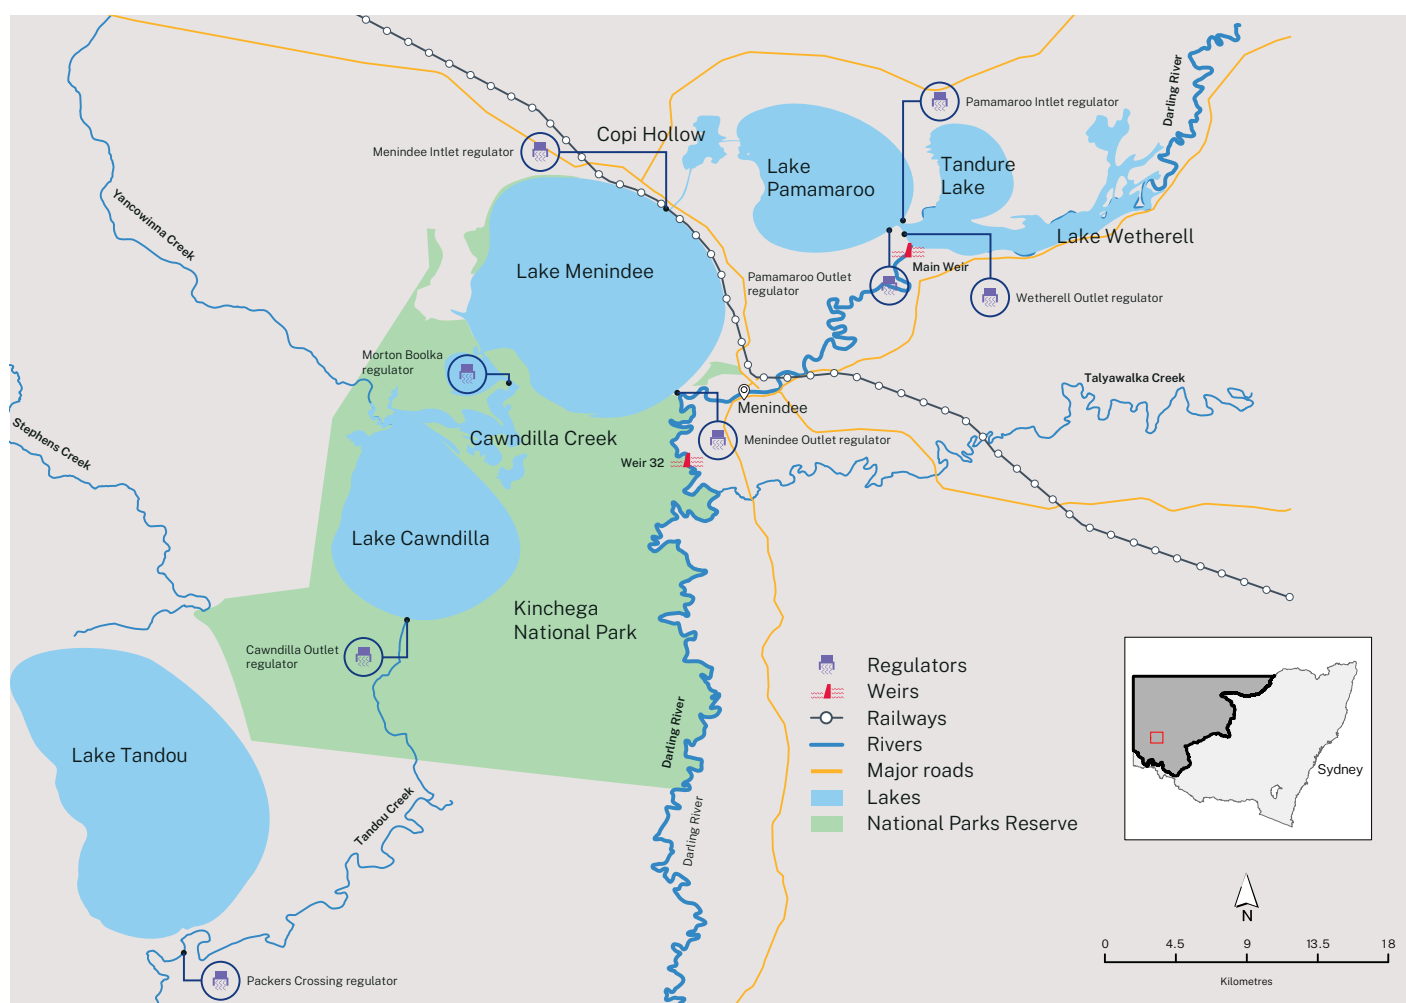 Darling River
Pamamaroo Intlet regulator
Copi Hollow
Menindee Intlet regulator
Lake
Pamamaroo
Tandure
Lake
Yancowinna Creek
Lake Wetherell
Lake Menindee
Main Weir
Pamamaroo Outlet
regulator
Wetherell Outlet regulator
Morton Boolka
regulator
Talyawalka Creek
Menindee
Stephens Creek
Cawndilla Creek
Menindee Outlet regulator
Weir 32
Lake Cawndilla
Kinchega
National Park
Cawndilla Outlet
regulator
Lake Tandou
Darling River
Tandou Creek
Darling River
Packers Crossing regulator
Regulators
Weirs
Railways
Rivers
Major roads
Lakes
National Parks Reserve
Sydney
N
0 4.5 9 13.5 18
Kilometres